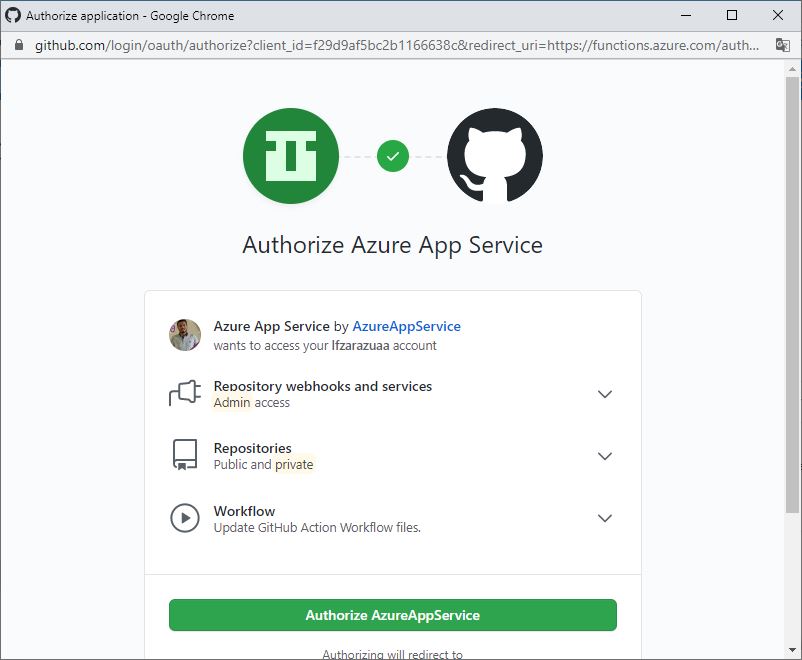 Authorize application - Google Chrome
github.com/login/oauth/authorize?client_id=f29d9af5bc2b1166638c&redirect_uri=https://functions.azure.com/auth...
Authorize Azure App Service
Azure App Service by AzureAppService
wants to access your lfzarazuaa account
Repository webhooks and services
Admin access
Repositories
Public and private
Workflow
Update GitHub Action Workflow files.
Authorize AzureAppService
Authorizing will redirect to